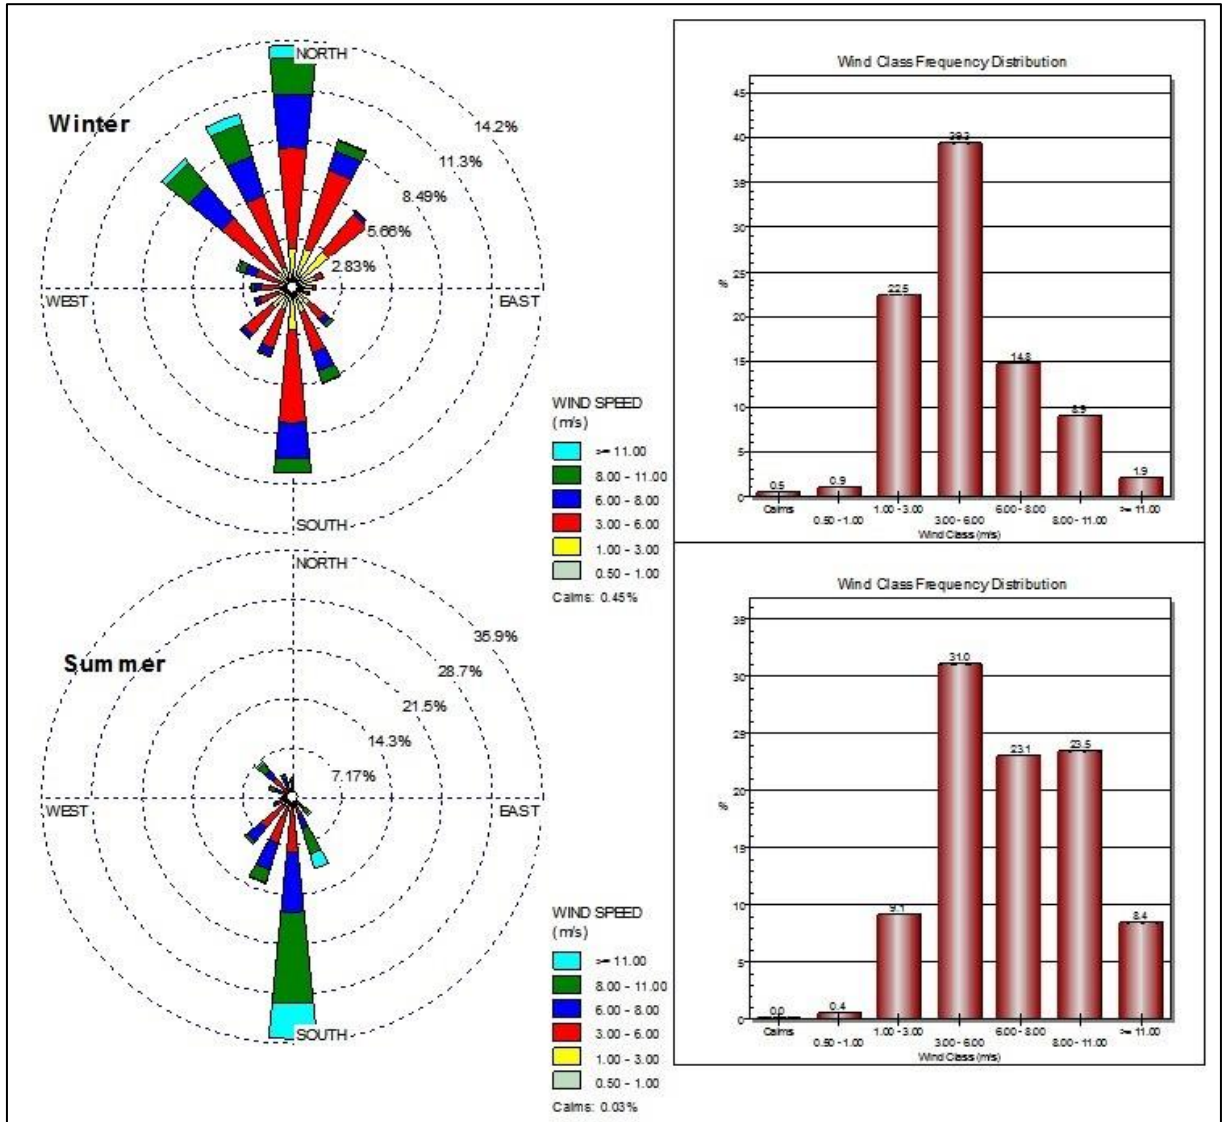 Winter
NORTH
14.2%
11.3%
8.49%
5.66%
2.83%
WEST
EAST
SOUTH
WIND SPEED
(m/s)
>= 11.00
8.00 - 11.00
6.00 - 8.00
3.00 - 6.00
1.00 - 3.00
0.50 - 1.00
Calms: 0.45%
Wind Class Frequency Distribution
%
45
40
35
30
25
20
15
10
5
0
0.5
0.9
22.5
39.3
14.8
8.9
1.9
Calms
0.50 - 1.00
1.00 - 3.00
3.00 - 6.00
6.00 - 8.00
8.00 - 11.00
>= 11.00
Wind Class (m/s)
Summer
NORTH
35.9%
28.7%
21.5%
14.3%
7.17%
WEST
EAST
SOUTH
WIND SPEED
(m/s)
>= 11.00
8.00 - 11.00
6.00 - 8.00
3.00 - 6.00
1.00 - 3.00
0.50 - 1.00
Calms: 0.03%
Wind Class Frequency Distribution
%
35
30
25
20
15
10
5
0
0.0
0.4
9.1
31.0
23.1
23.5
8.4
Calms
0.50 - 1.00
1.00 - 3.00
3.00 - 6.00
6.00 - 8.00
8.00 - 11.00
>= 11.00
Wind Class (m/s)